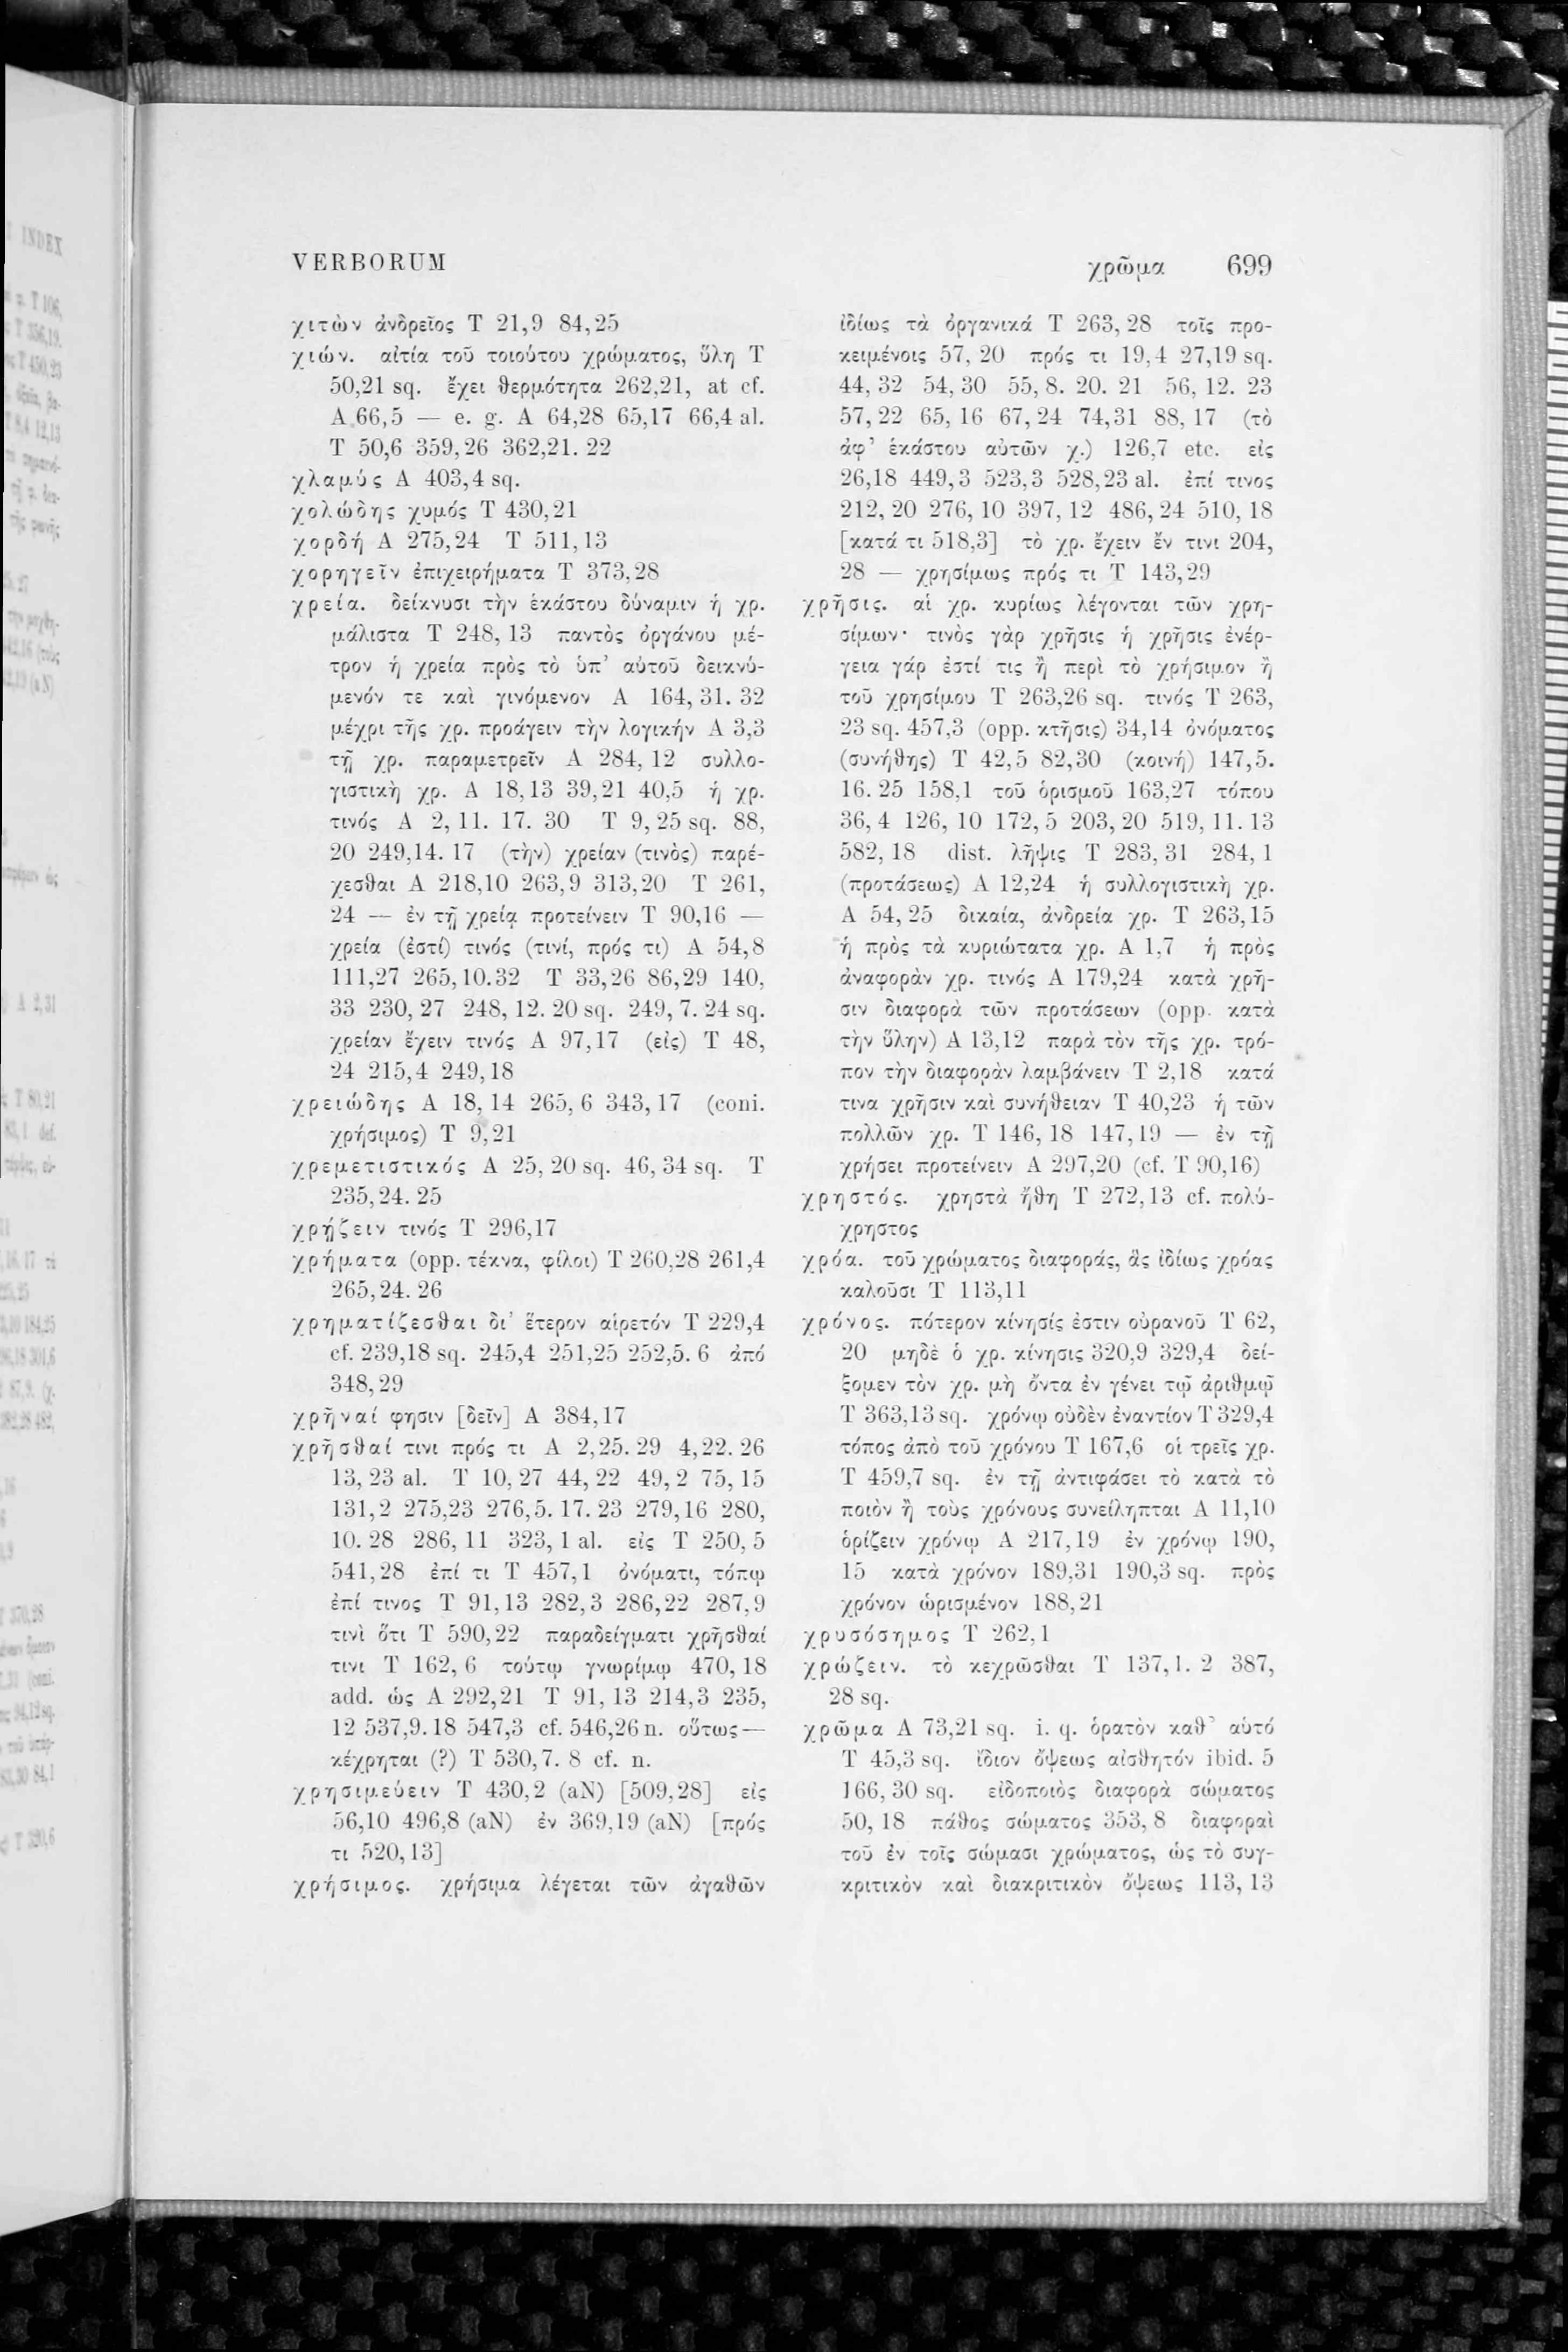 VERBORUM χρῶμα 699
χιτὼν ἀνδρεῖος T 21,9 84,25
χιών. αἰτία τοῦ τοιούτου χρώματος, ὕλη T
50,21 sq. ἔχει θερμότητα 262,21, at cf.
A 66,5 — e. g. A 64,28 65,17 66,4 al.
T 50,6 359,26 362,21. 22
χλαμύς A 403,4 sq.
χολώδης χυμός T 430,21
χορδή A 275,24 T 511,13
χορηγεῖν ἐπιχειρήματα T 373,28
χρεία. δείκνυσι τὴν ἑκάστου δύναμιν ἡ χρ.
μάλιστα T 248, 13 παντὸς ὀργάνου μέ-
τρον ἡ χρεία πρὸς τὸ ὑπ’ αὐτοῦ δεικνύ-
μενόν τε καὶ γινόμενον A 164, 31. 32
μέχρι τῆς χρ. προάγειν τὴν λογικήν A 3,3
τῇ χρ. παραμετρεῖν A 284, 12 συλλο-
γιστικὴ χρ. A 18,13 39,21 40,5 ἡ χρ.
τινός A 2, 11. 17. 30 T 9, 25 sq. 88,
20 249,14. 17 (τὴν) χρείαν (τινὸς) παρέ-
χεσθαι A 218,10 263,9 313,20 T 261,
24 — ἐν τῇ χρείᾳ προτείνειν T 90,16 —
χρεία (ἐστί) τινός (τινί, πρός τι) A 54,8
111,27 265,10.32 T 33,26 86,29 140,
33 230, 27 248, 12. 20 sq. 249, 7. 24 sq.
χρείαν ἔχειν τινός A 97,17 (εἰς) T 48,
24 215,4 249,18
χρειώδης A 18, 14 265, 6 343, 17 (coni.
χρήσιμος) T 9,21
χρεμετιστικός A 25, 20 sq. 46, 34 sq. T
235,24. 25
χρῄζειν τινός T 296,17
χρήματα (opp. τέκνα, φίλοι) T 260,28 261,4
265,24. 26
χρηματίζεσθαι δι’ ἕτερον αἱρετόν T 229,4
cf. 239,18 sq. 245,4 251,25 252,5. 6 ἀπό
348,29
χρῆναί φησιν [δεῖν] A 384,17
χρῆσθαί τινι πρός τι A 2,25. 29 4,22. 26
13, 23 al. T 10, 27 44, 22 49, 2 75, 15
131,2 275,23 276,5. 17. 23 279,16 280,
10. 28 286, 11 323, 1 al. εἰς T 250, 5
541,28 ἐπί τι T 457,1 ὀνόματι, τόπῳ
ἐπί τινος T 91,13 282,3 286,22 287,9
τινὶ ὅτι T 590,22 παραδείγματι χρῆσθαί
τινι T 162, 6 τούτῳ γνωρίμῳ 470, 18
add. ὡς A 292,21 T 91, 13 214,3 235,
12 537,9.18 547,3 cf. 546,26 n. οὕτως —
κέχρηται (?) T 530,7. 8 cf. n.
χρησιμεύειν T 430,2 (aN) [509,28] εἰς
56,10 496,8 (aN) ἐν 369,19 (aN) [πρός
τι 520,13]
χρήσιμος. χρήσιμα λέγεται τῶν ἀγαθῶν
ἰδίως τὰ ὀργανικά T 263, 28 τοῖς προ-
κειμένοις 57, 20 πρός τι 19,4 27,19 sq.
44, 32 54, 30 55, 8. 20. 21 56, 12. 23
57, 22 65, 16 67, 24 74,31 88, 17 (τὸ
ἀφ’ ἑκάστου αὐτῶν χ.) 126,7 etc. εἰς
26,18 449,3 523,3 528,23 al. ἐπί τινος
212, 20 276, 10 397, 12 486, 24 510, 18
[κατά τι 518,3] τὸ χρ. ἔχειν ἔν τινι 204,
28 — χρησίμως πρός τι T 143,29
χρῆσις. αἱ χρ. κυρίως λέγονται τῶν χρη-
σίμων· τινὸς γὰρ χρῆσις ἡ χρῆσις ἐνέρ-
γεια γάρ ἐστί τις ἢ περὶ τὸ χρήσιμον ἢ
τοῦ χρησίμου T 263,26 sq. τινός T 263,
23 sq. 457,3 (opp. κτῆσις) 34,14 ὀνόματος
(συνήθης) T 42,5 82,30 (κοινή) 147,5.
16. 25 158,1 τοῦ ὁρισμοῦ 163,27 τόπου
36, 4 126, 10 172, 5 203, 20 519, 11. 13
582, 18 dist. λῆψις T 283, 31 284, 1
(προτάσεως) A 12,24 ἡ συλλογιστικὴ χρ.
A 54, 25 δικαία, ἀνδρεία χρ. T 263,15
ἡ πρὸς τὰ κυριώτατα χρ. A 1,7 ἡ πρὸς
ἀναφορὰν χρ. τινός A 179,24 κατὰ χρῆ-
σιν διαφορὰ τῶν προτάσεων (opp. κατὰ
τὴν ὕλην) A 13,12 παρὰ τὸν τῆς χρ. τρό-
πον τὴν διαφορὰν λαμβάνειν T 2,18 κατά
τινα χρῆσιν καὶ συνήθειαν T 40,23 ἡ τῶν
πολλῶν χρ. T 146, 18 147,19 — ἐν τῇ
χρήσει προτείνειν A 297,20 (cf. T 90,16)
χρηστός. χρηστὰ ἤθη T 272,13 cf. πολύ-
χρηστος
χρόα. τοῦ χρώματος διαφοράς, ἃς ἰδίως χρόας
καλοῦσι T 113,11
χρόνος. πότερον κίνησίς ἐστιν οὐρανοῦ T 62,
20 μηδὲ ὁ χρ. κίνησις 320,9 329,4 δεί-
ξομεν τὸν χρ. μὴ ὄντα ἐν γένει τῷ ἀριθμῷ
T 363,13 sq. χρόνῳ οὐδὲν ἐναντίον T 329,4
τόπος ἀπὸ τοῦ χρόνου T 167,6 οἱ τρεῖς χρ.
T 459,7 sq. ἐν τῇ ἀντιφάσει τὸ κατὰ τὸ
ποιὸν ἢ τοὺς χρόνους συνείληπται A 11,10
ὁρίζειν χρόνῳ A 217,19 ἐν χρόνῳ 190,
15 κατὰ χρόνον 189,31 190,3 sq. πρὸς
χρόνον ὡρισμένον 188,21
χρυσόσημος T 262,1
χρώζειν. τὸ κεχρῶσθαι T 137,1. 2 387,
28 sq.
χρῶμα A 73,21 sq. i. q. ὁρατὸν καθ’ αὑτό
T 45,3 sq. ἴδιον ὄψεως αἰσθητόν ibid. 5
166, 30 sq. εἰδοποιὸς διαφορὰ σώματος
50, 18 πάθος σώματος 353, 8 διαφοραὶ
τοῦ ἐν τοῖς σώμασι χρώματος, ὡς τὸ συγ-
κριτικὸν καὶ διακριτικὸν ὄψεως 113, 13